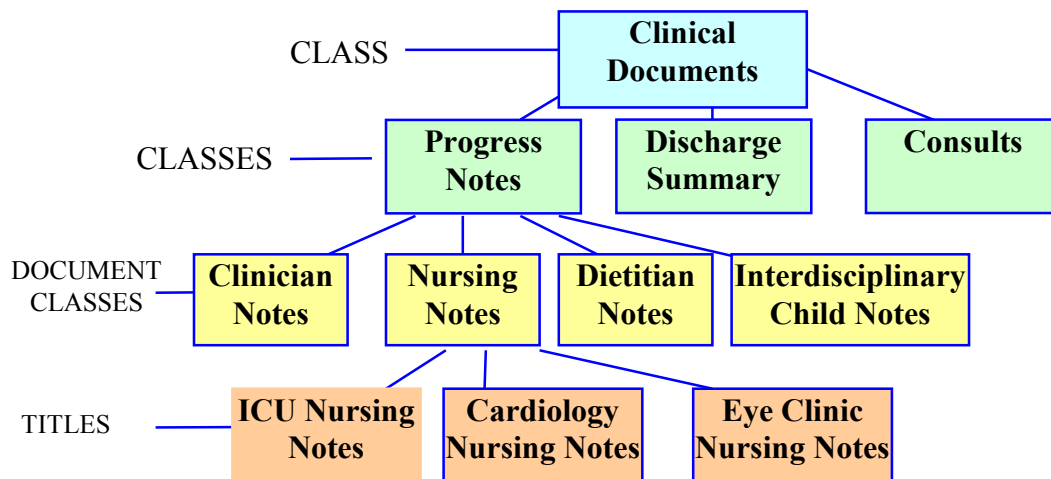 CLASS
Clinical
Documents
CLASSES
Progress
Notes
Discharge
Summary
Consults
DOCUMENT
CLASSES
Clinician
Notes
Nursing
Notes
Dietitian
Notes
Interdisciplinary
Child Notes
TITLES
ICU Nursing
Notes
Cardiology
Nursing Notes
Eye Clinic
Nursing Notes